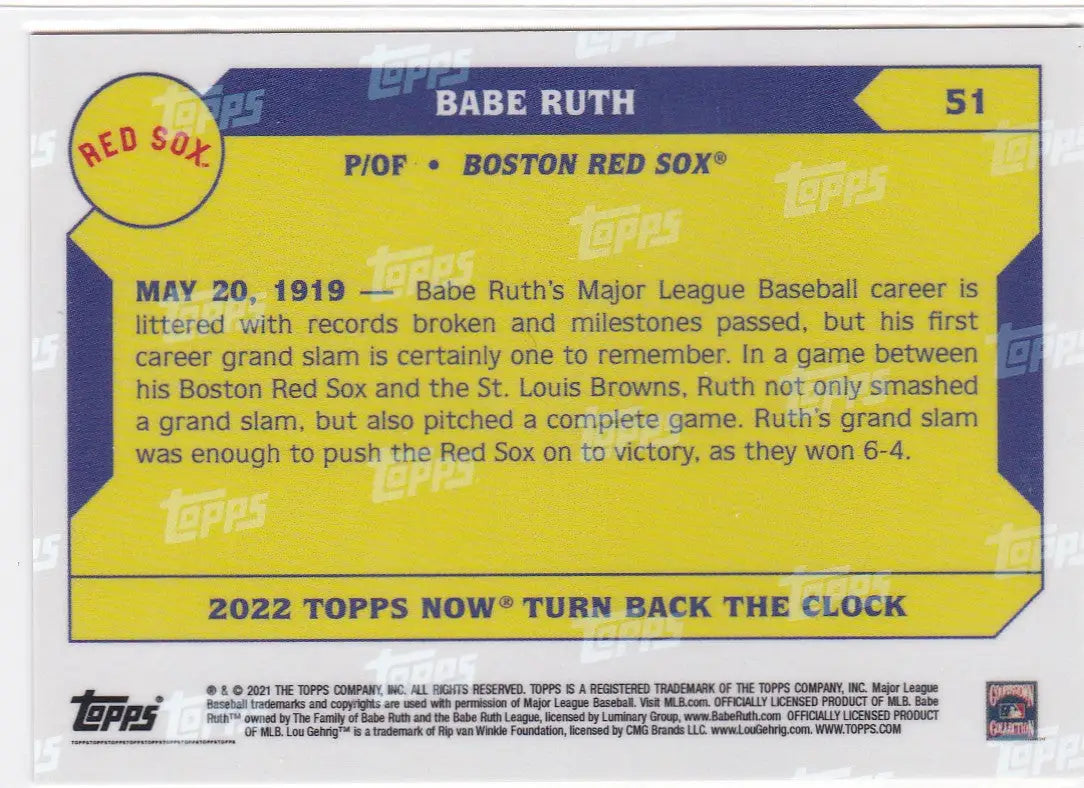 RED SOX
BABE RUTH
51
P/OF • BOSTON RED SOX®
MAY 20, 1919 — Babe Ruth's Major League Baseball career is
littered with records broken and milestones passed, but his first
career grand slam is certainly one to remember. In a game between
his Boston Red Sox and the St. Louis Browns, Ruth not only smashed
a grand slam, but also pitched a complete game. Ruth's grand slam
was enough to push the Red Sox on to victory, as they won 6-4.
2022 TOPPS NOW® TURN BACK THE CLOCK
Topps®
® & © 2021 THE TOPPS COMPANY, INC. ALL RIGHTS RESERVED. TOPPS IS A REGISTERED TRADEMARK OF THE TOPPS COMPANY, INC. Major League
Baseball trademarks and copyrights are used with permission of Major League Baseball. Visit MLB.com. OFFICIALLY LICENSED PRODUCT OF MLB. Babe
Ruth™ owned by The Family of Babe Ruth and the Babe Ruth League, licensed by Luminary Group, www.BabeRuth.com OFFICIALLY LICENSED PRODUCT
OF MLB. Lou Gehrig™ is a trademark of Rip van Winkle Foundation, licensed by CMG Brands LLC. www.LouGehrig.com. WWW.TOPPS.COM
TOPPSTOPPSTOPPSTOPPSTOPPSTOPPSTOPPSTOPPSTOPPS
COOPERSTOWN
COLLECTION